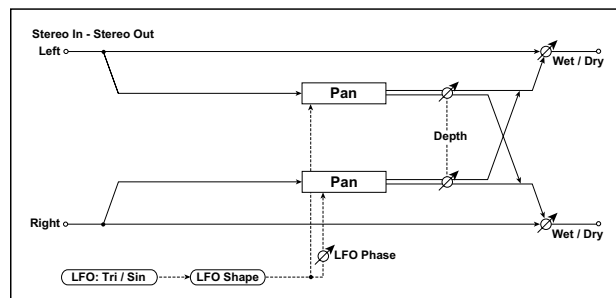 Stereo In - Stereo Out
Left
Wet / Dry
Pan
Depth
Pan
Right
Wet / Dry
LFO Phase
LFO: Tri / Sin
LFO Shape